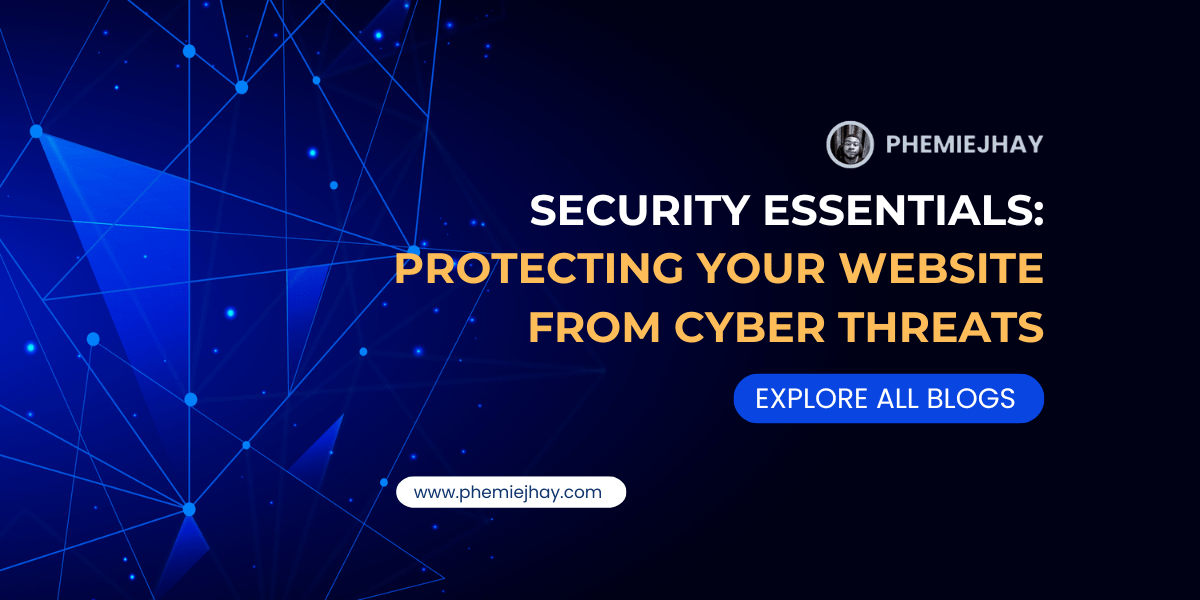 PHEMIEJHAY
SECURITY ESSENTIALS:
PROTECTING YOUR WEBSITE
FROM CYBER THREATS
EXPLORE ALL BLOGS
www.phemiejhay.com